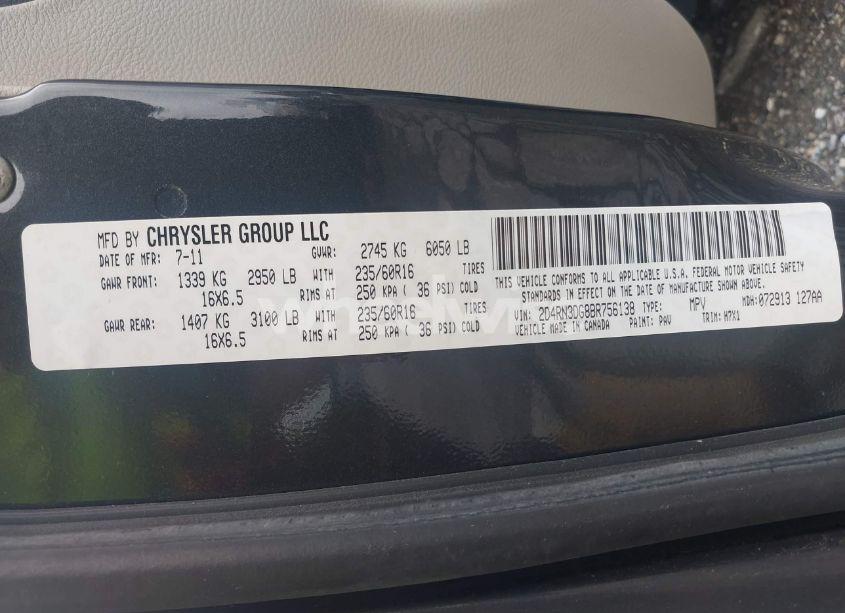 MFD BY CHRYSLER GROUP LLC
DATE OF MFR: 7-11 GVWR: 2745 KG 6050 LB
GAWR FRONT: 1339 KG 2950 LB WITH 235/60R16 TIRES
16X6.5 RIMS AT 250 KPA ( 36 PSI) COLD
GAWR REAR: 1407 KG 3100 LB WITH 235/60R16 TIRES
16X6.5 RIMS AT 250 KPA ( 36 PSI) COLD
THIS VEHICLE CONFORMS TO ALL APPLICABLE U.S.A. FEDERAL MOTOR VEHICLE SAFETY
STANDARDS IN EFFECT ON THE DATE OF MANUFACTURE SHOWN ABOVE.
VIN: 2D4RN3DG8BR756138 TYPE: MPV MDH: 072913 127AA
VEHICLE MADE IN CANADA PAINT: PAV TRIM: H7X1